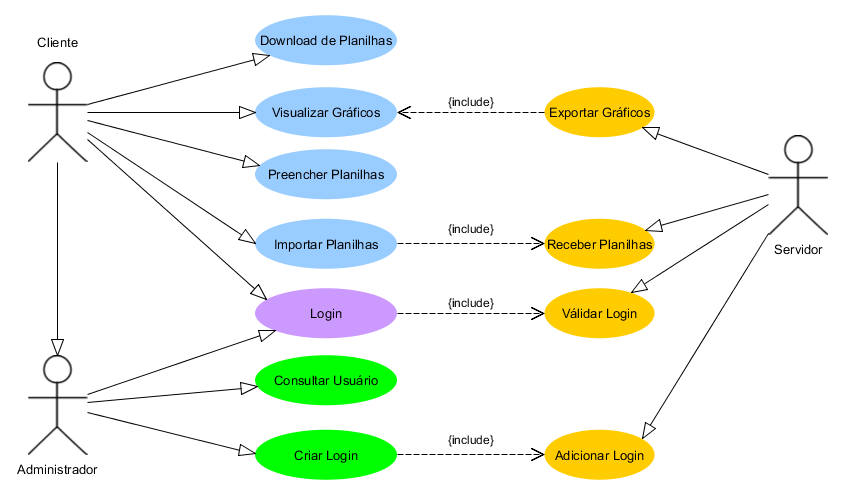 Cliente
Download de Planilhas
Visualizar Gráficos
{include}
Exportar Gráficos
Preencher Planilhas
Importar Planilhas
{include}
Receber Planilhas
Servidor
Login
{include}
Válidar Login
Consultar Usuário
Criar Login
{include}
Adicionar Login
Administrador